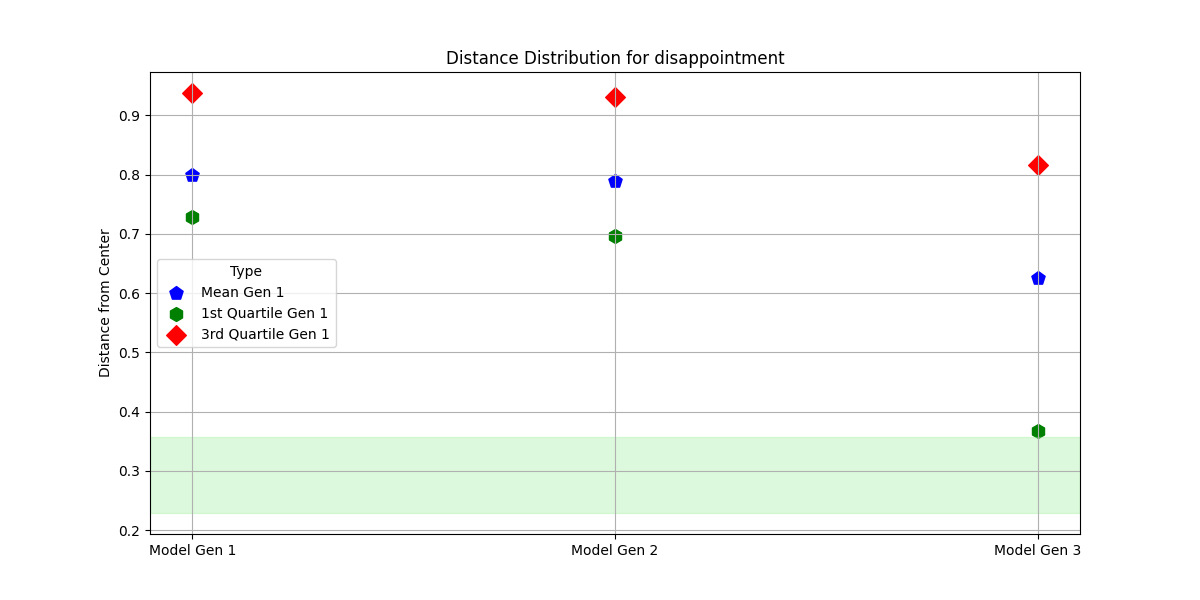 Distance Distribution for disappointment
Distance from Center
0.9
0.8
0.7
0.6
0.5
0.4
0.3
0.2
Type
Mean Gen 1
1st Quartile Gen 1
3rd Quartile Gen 1
Model Gen 1
Model Gen 2
Model Gen 3